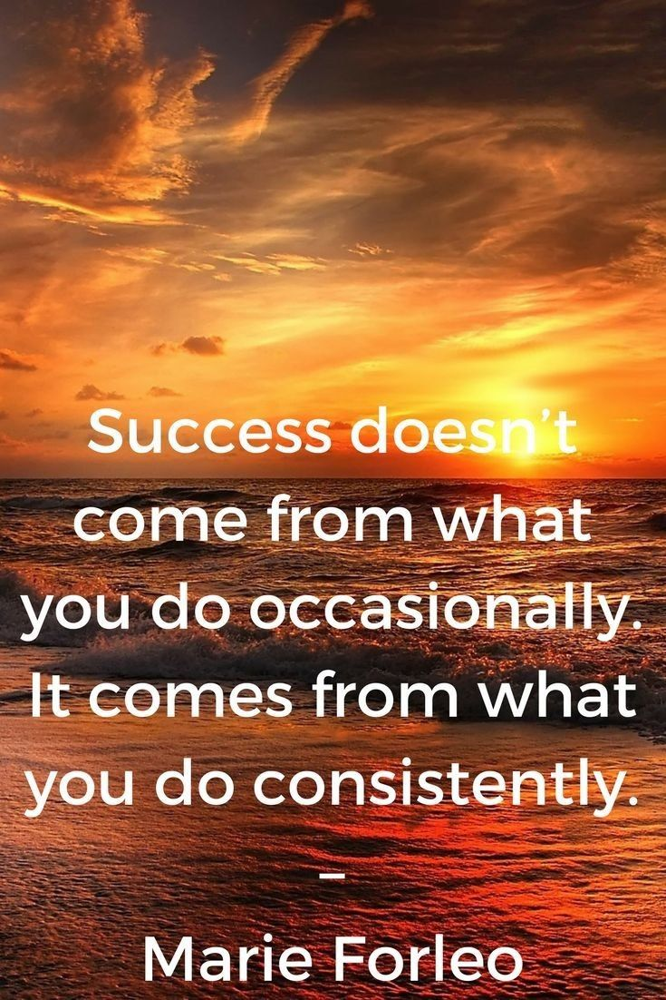 Success doesn’t
come from what
you do occasionally.
It comes from what
you do consistently.
–
Marie Forleo